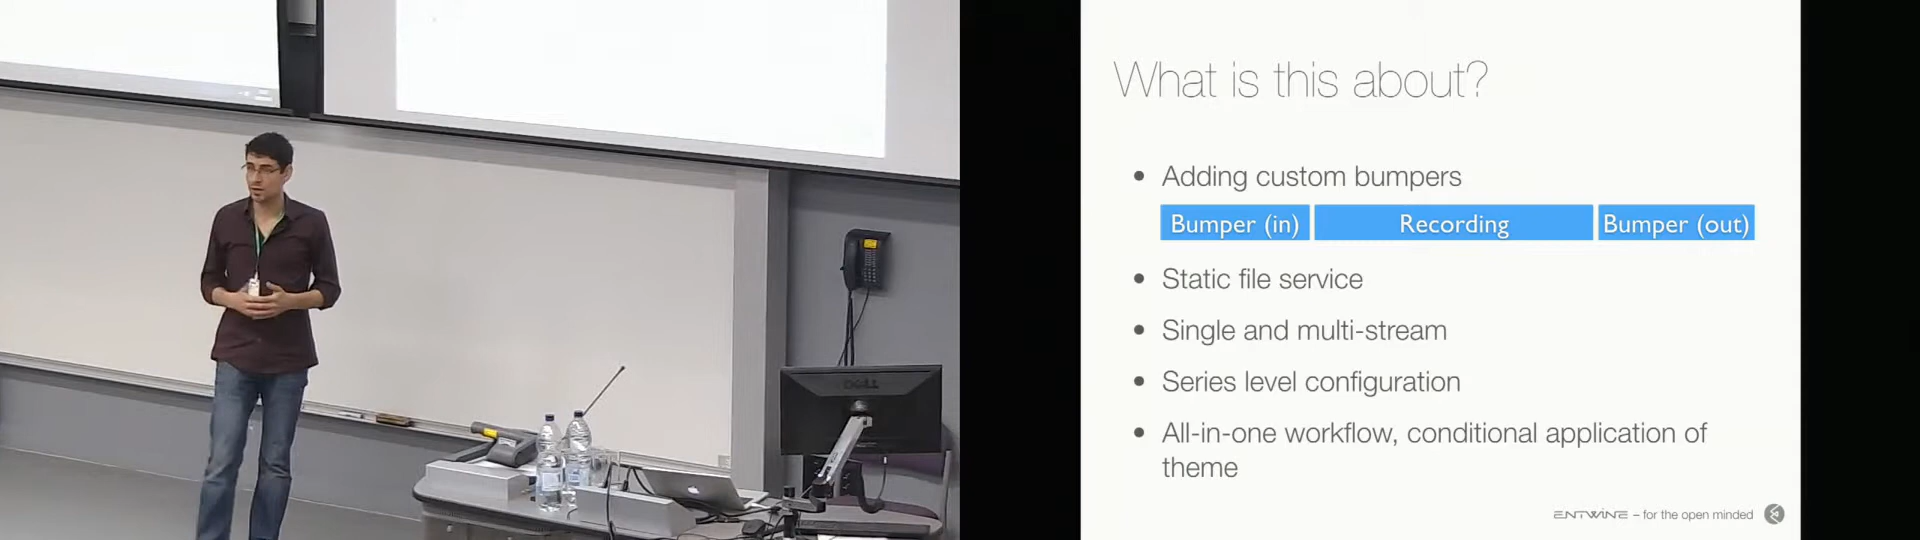 What is this about?
• Adding custom bumpers
Bumper (in) Recording Bumper (out)
• Static file service
• Single and multi-stream
• Series level configuration
• All-in-one workflow, conditional application of
theme
ENTWINE – for the open minded
DELL